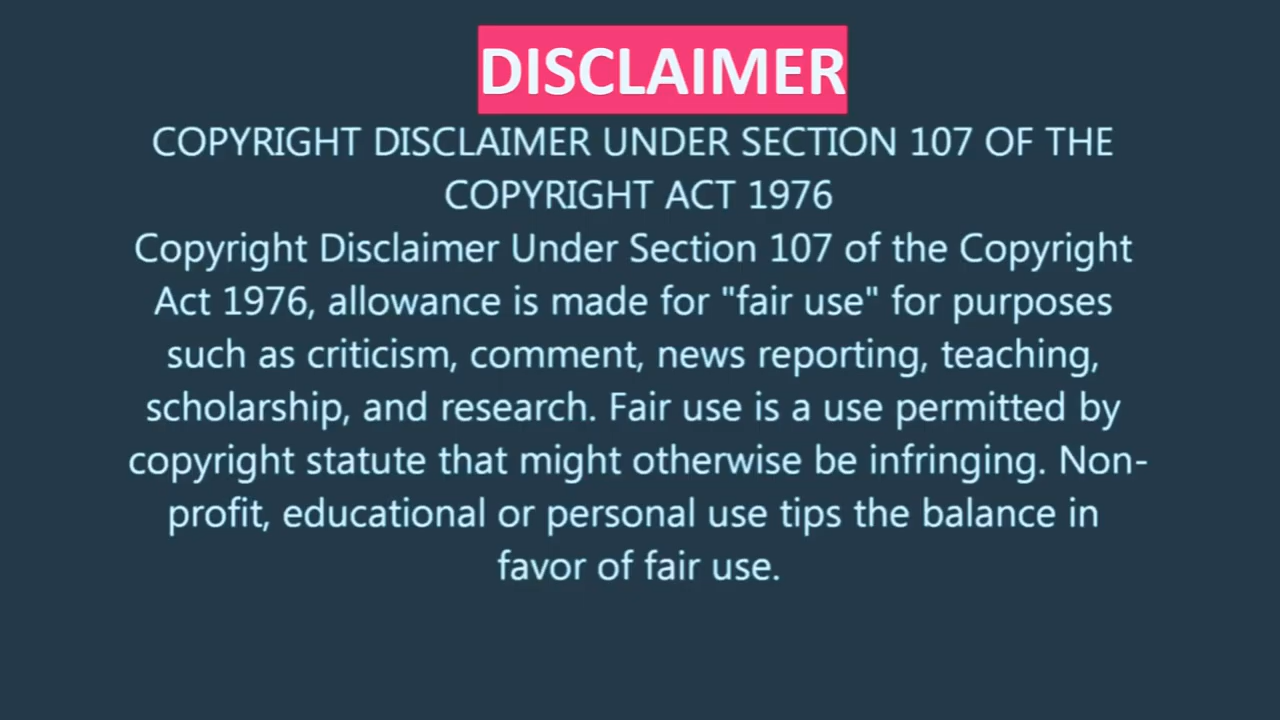 DISCLAIMER
COPYRIGHT DISCLAIMER UNDER SECTION 107 OF THE
COPYRIGHT ACT 1976
Copyright Disclaimer Under Section 107 of the Copyright
Act 1976, allowance is made for "fair use" for purposes
such as criticism, comment, news reporting, teaching,
scholarship, and research. Fair use is a use permitted by
copyright statute that might otherwise be infringing. Non-
profit, educational or personal use tips the balance in
favor of fair use.